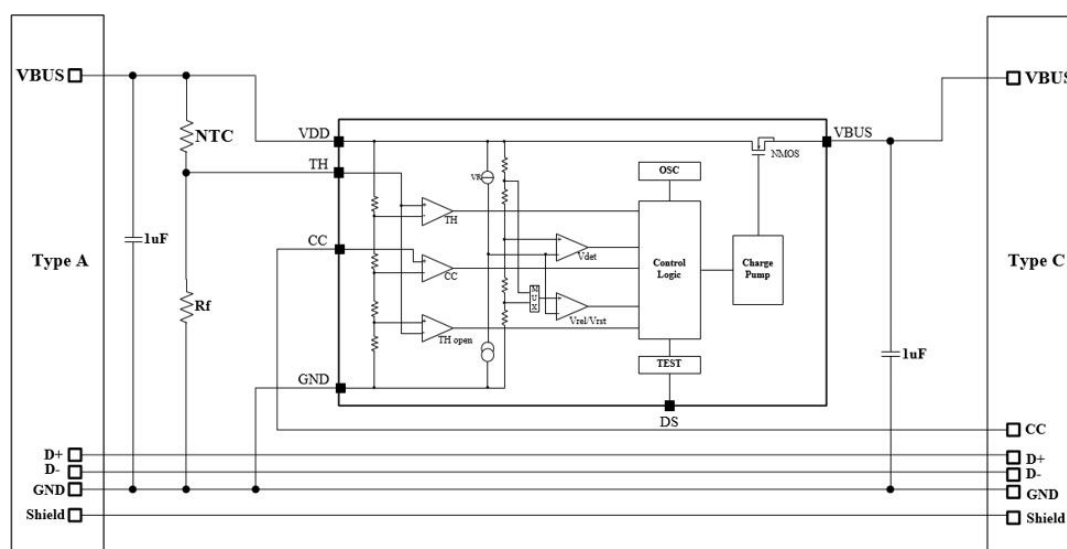 VBUS
VBUS
NTC
VDD
VBUS
NMOS
TH
OSC
VR
TH
1uF
CC
Type A
Vdet
Control
Logic
Charge
Pump
Type C
CC
MUX
Rf
Vrel/Vrst
TH open
1uF
TEST
GND
DS
CC
D+
D+
D-
D-
GND
GND
Shield
Shield